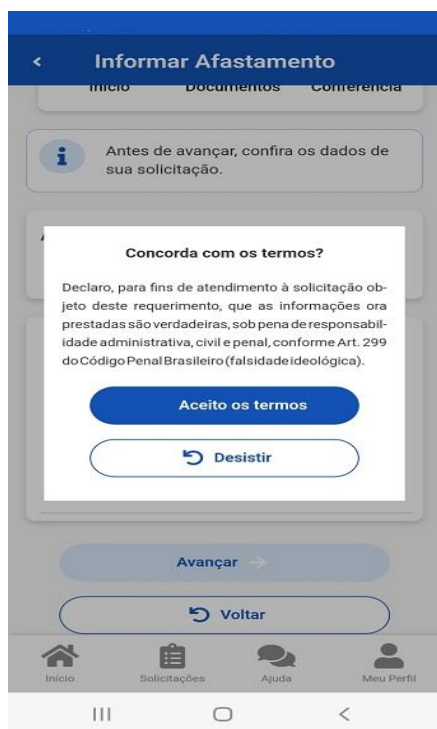 Informar Afastamento
Início Documentos Conferência
Antes de avançar, confira os dados de
sua solicitação.
Concorda com os termos?
Declaro, para fins de atendimento à solicitação ob-
jeto deste requerimento, que as informações ora
prestadas são verdadeiras, sob pena de responsabil-
idade administrativa, civil e penal, conforme Art. 299
do Código Penal Brasileiro (falsidade ideológica).
Aceito os termos
Desistir
Avançar
Voltar
Início Solicitações Ajuda Meu Perfil